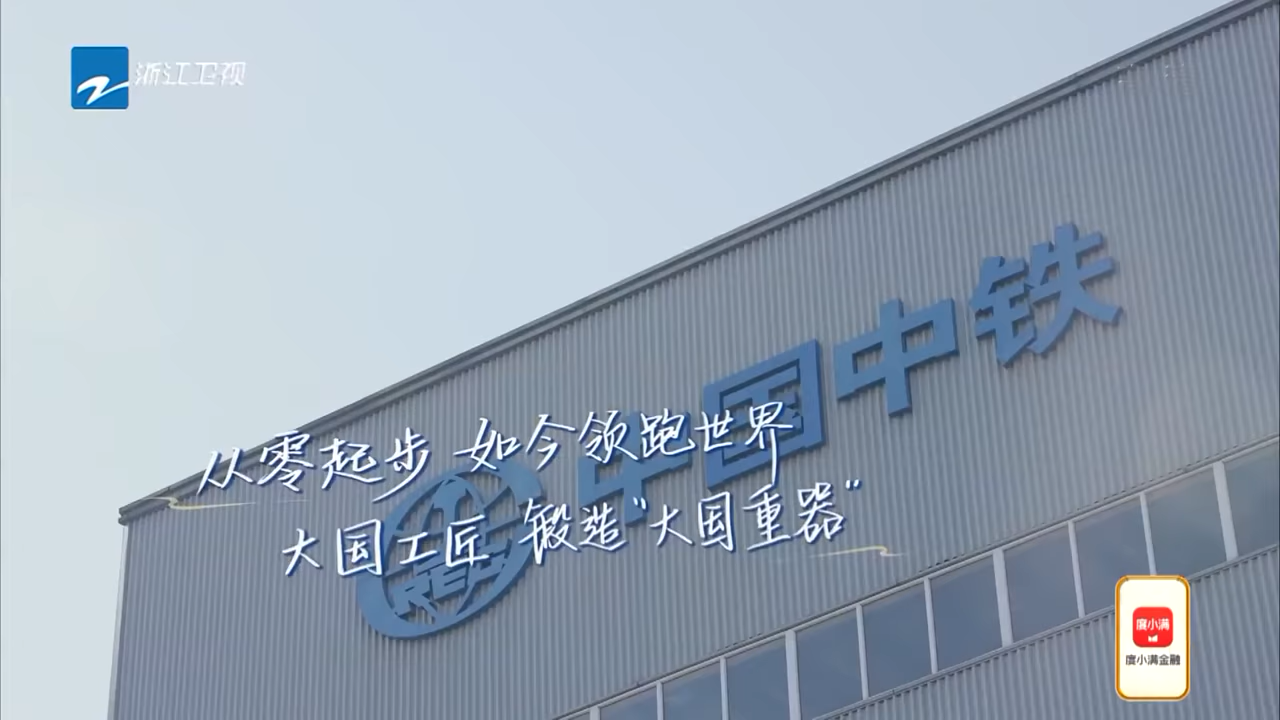 浙江卫视
中国中铁
CREC
从零起步 如今领跑世界
大国工匠 锻造“大国重器”
度小满
度小满金融